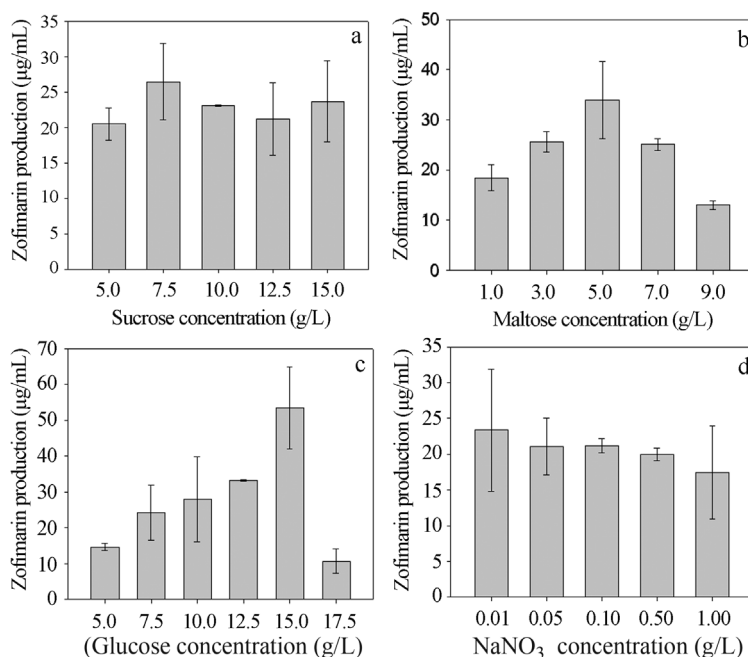 a
Zofimarin production (µg/mL)
35
30
25
20
15
10
5
0
5.0 7.5 10.0 12.5 15.0
Sucrose concentration (g/L)
b
Zofimarin production (µg/mL)
50
40
30
20
10
0
1.0 3.0 5.0 7.0 9.0
Maltose concentration (g/L)
c
Zofimarin production (µg/mL)
70
60
50
40
30
20
10
0
5.0 7.5 10.0 12.5 15.0 17.5
(Glucose concentration (g/L)
d
Zofimarin production (µg/mL)
35
30
25
20
15
10
5
0
0.01 0.05 0.10 0.50 1.00
NaNO₃ concentration (g/L)